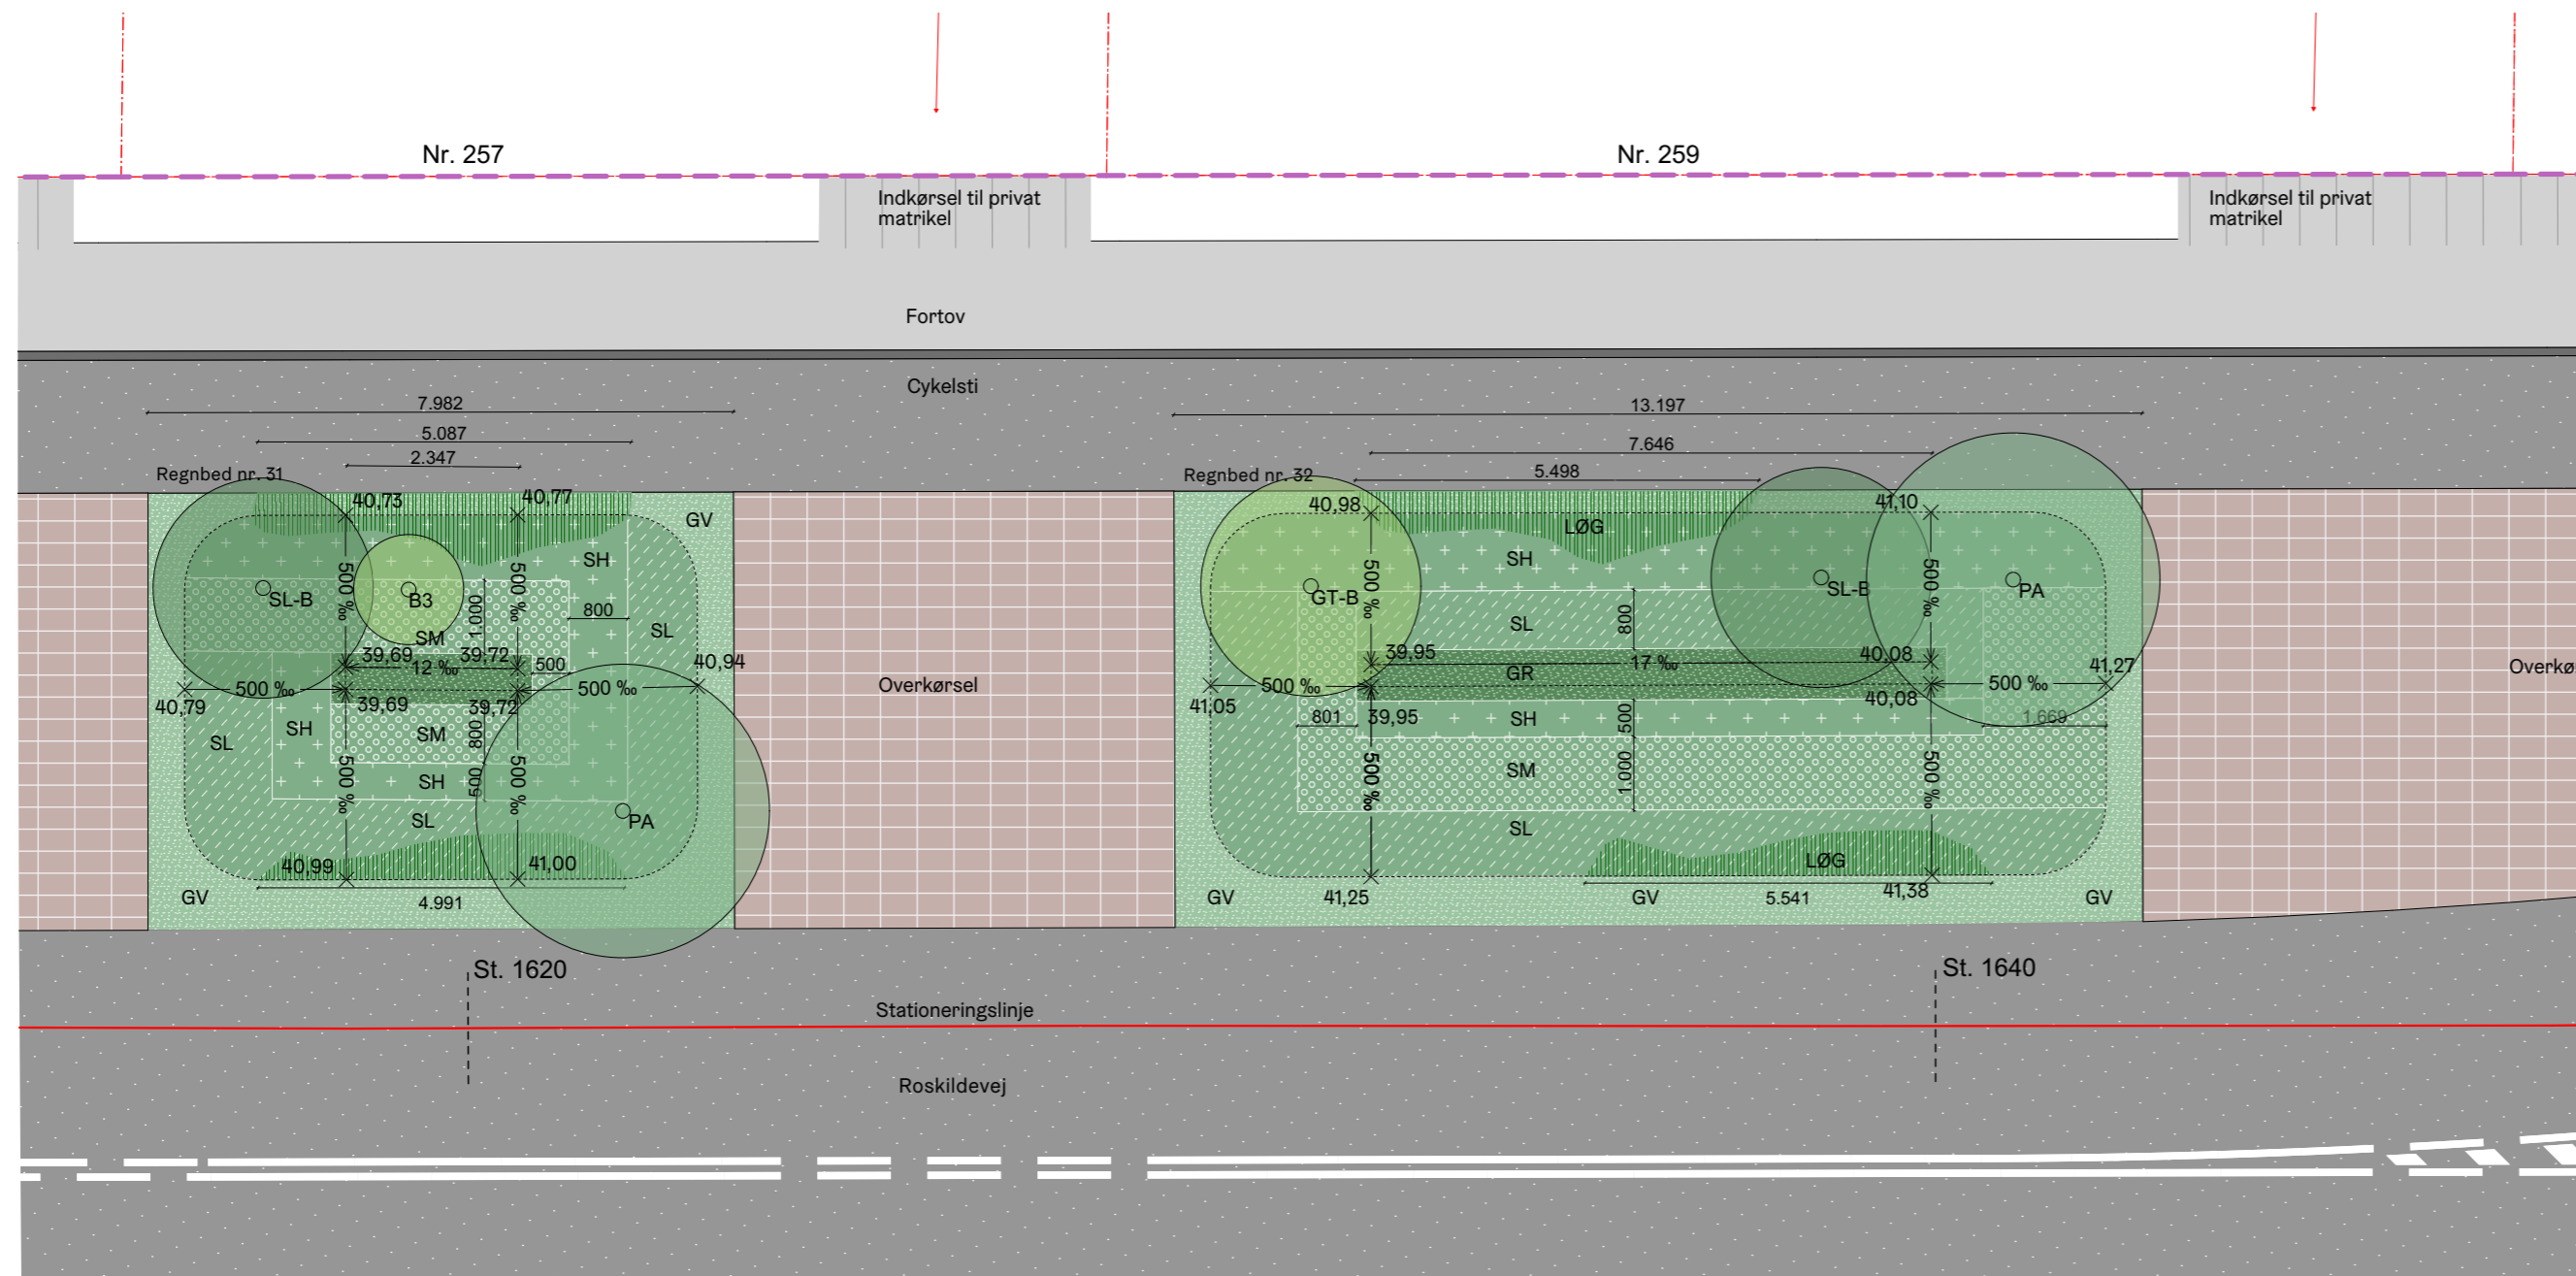 Nr. 257
Nr. 259
Indkørsel til privat
matrikel
Indkørsel til privat
matrikel
Fortov
Cykelsti
7.982
5.087
2.347
Regnbed nr. 31
40,73
40,77
GV
SH
500 ‰
500 ‰
SL-B
B3
1.000
800
SM
SL
39,69
39,72
12 ‰
500
40,94
500 ‰
500 ‰
40,79
39,69
39,72
SL
SH
SM
800
500 ‰
500 ‰
SH
500
SL
PA
40,99
41,00
GV
4.991
Overkørsel
13.197
7.646
5.498
Regnbed nr. 32
40,98
LØG
41,10
SH
500 ‰
500 ‰
GT-B
SL-B
PA
SL
800
39,95
17 ‰
40,08
GR
41,27
500 ‰
500 ‰
41,05
801
39,95
SH
500
40,08
1.669
500 ‰
SM
1.000
500 ‰
SL
LØG
GV
41,25
GV
5.541
41,38
GV
Overkø
St. 1620
St. 1640
Stationeringslinje
Roskildevej